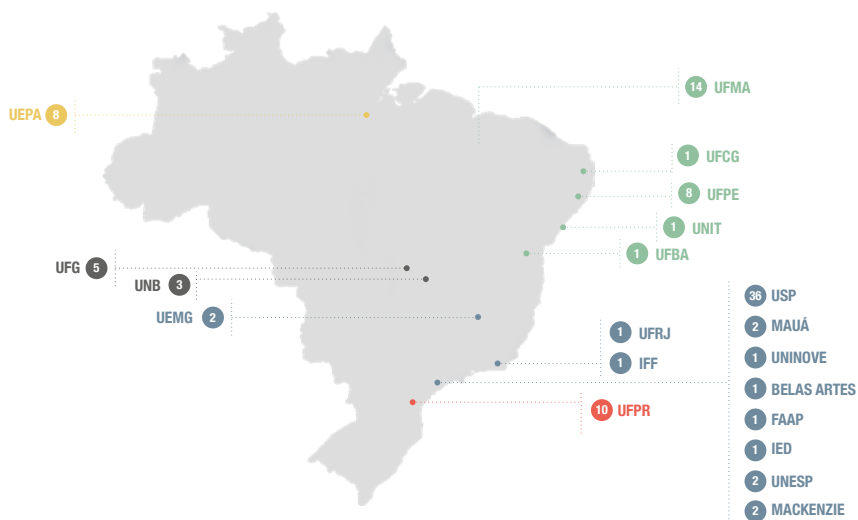 14 UFMA
UEPA 8
1 UFCG
8 UFPE
1 UNIT
1 UFBA
UFG 5
UNB 3
UEMG 2
1 UFRJ
1 IFF
10 UFPR
36 USP
2 MAUÁ
1 UNINOVE
1 BELAS ARTES
1 FAAP
1 IED
2 UNESP
2 MACKENZIE